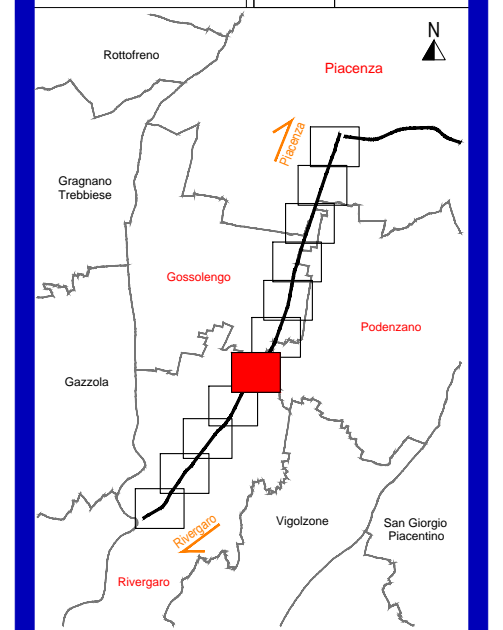 N
Rottofreno
Piacenza
Piacenza
Gragnano
Trebbiese
Gossolengo
Podenzano
Gazzola
Vigolzone
San Giorgio
Piacentino
Rivergaro
Rivergaro